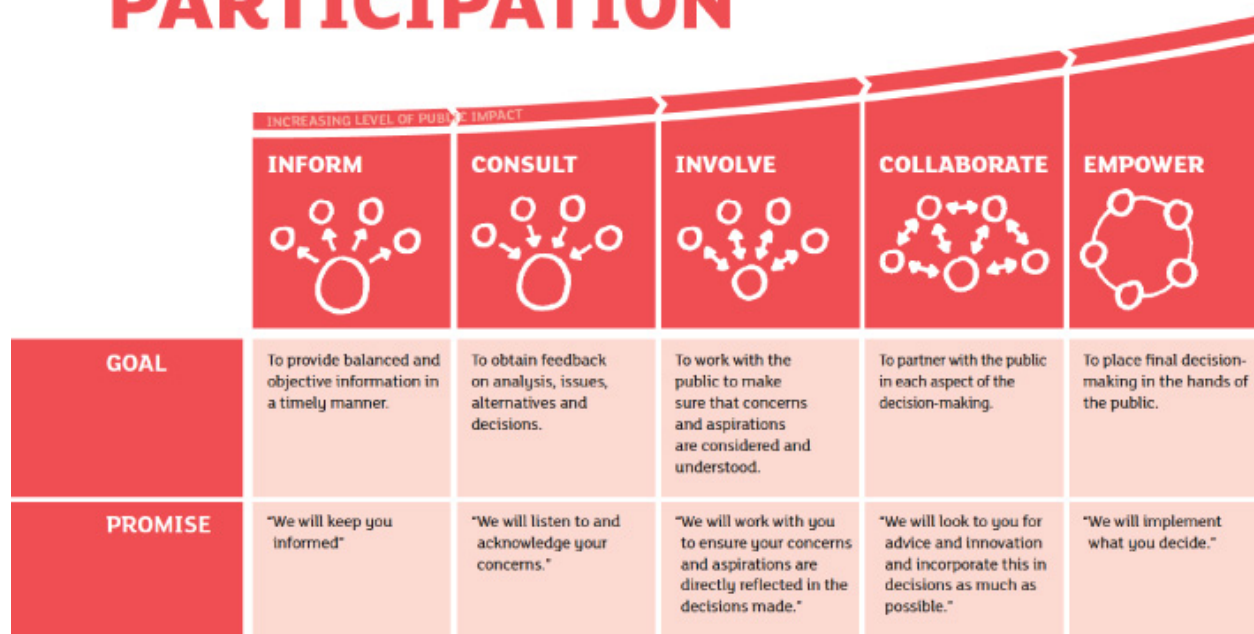 PARTICIPATION
INCREASING LEVEL OF PUBLIC IMPACT
INFORM
CONSULT
INVOLVE
COLLABORATE
EMPOWER
GOAL
To provide balanced and
objective information in
a timely manner.
To obtain feedback
on analysis, issues,
alternatives and
decisions.
To work with the
public to make
sure that concerns
and aspirations
are considered and
understood.
To partner with the public
in each aspect of the
decision-making.
To place final decision-
making in the hands of
the public.
PROMISE
"We will keep you
informed"
"We will listen to and
acknowledge your
concerns."
"We will work with you
to ensure your concerns
and aspirations are
directly reflected in the
decisions made."
"We will look to you for
advice and innovation
and incorporate this in
decisions as much as
possible."
"We will implement
what you decide."